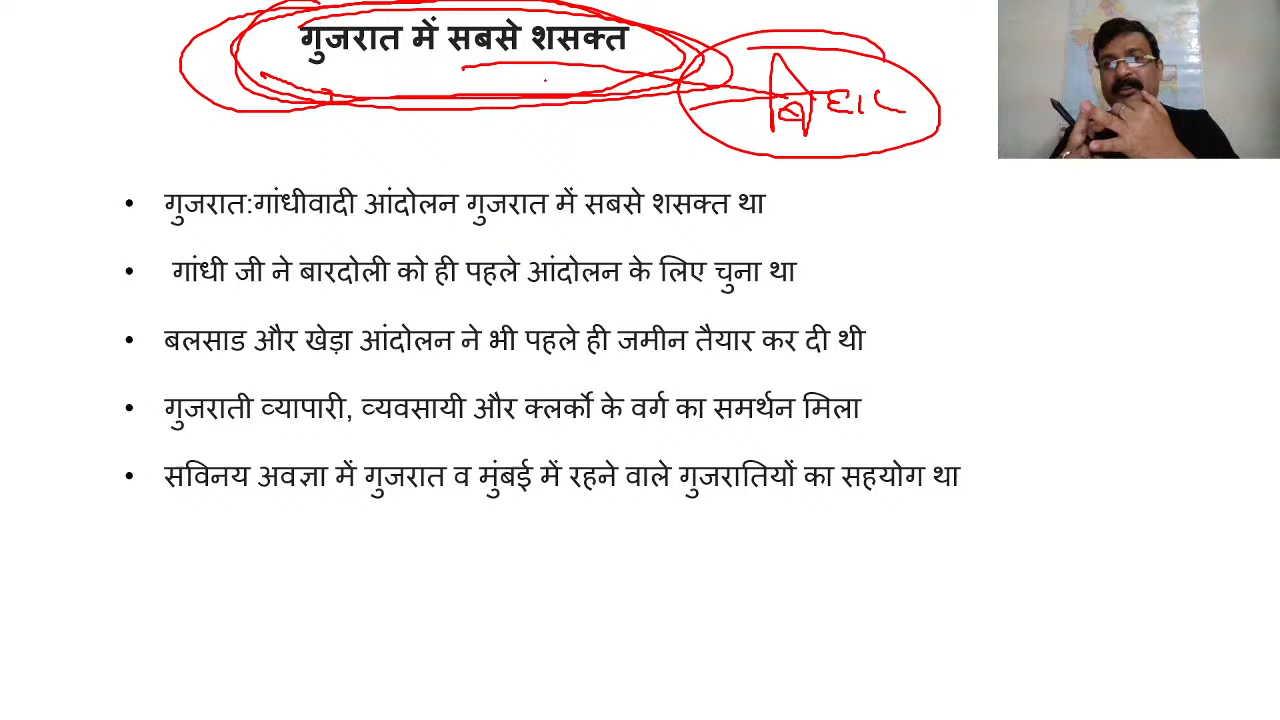 गुजरात में सबसे शसक्त
बिहार
• गुजरात:गांधीवादी आंदोलन गुजरात में सबसे शसक्त था
• गांधी जी ने बारदोली को ही पहले आंदोलन के लिए चुना था
• बलसाड और खेड़ा आंदोलन ने भी पहले ही जमीन तैयार कर दी थी
• गुजराती व्यापारी, व्यवसायी और क्लर्को के वर्ग का समर्थन मिला
• सविनय अवज्ञा में गुजरात व मुंबई में रहने वाले गुजरातियों का सहयोग था